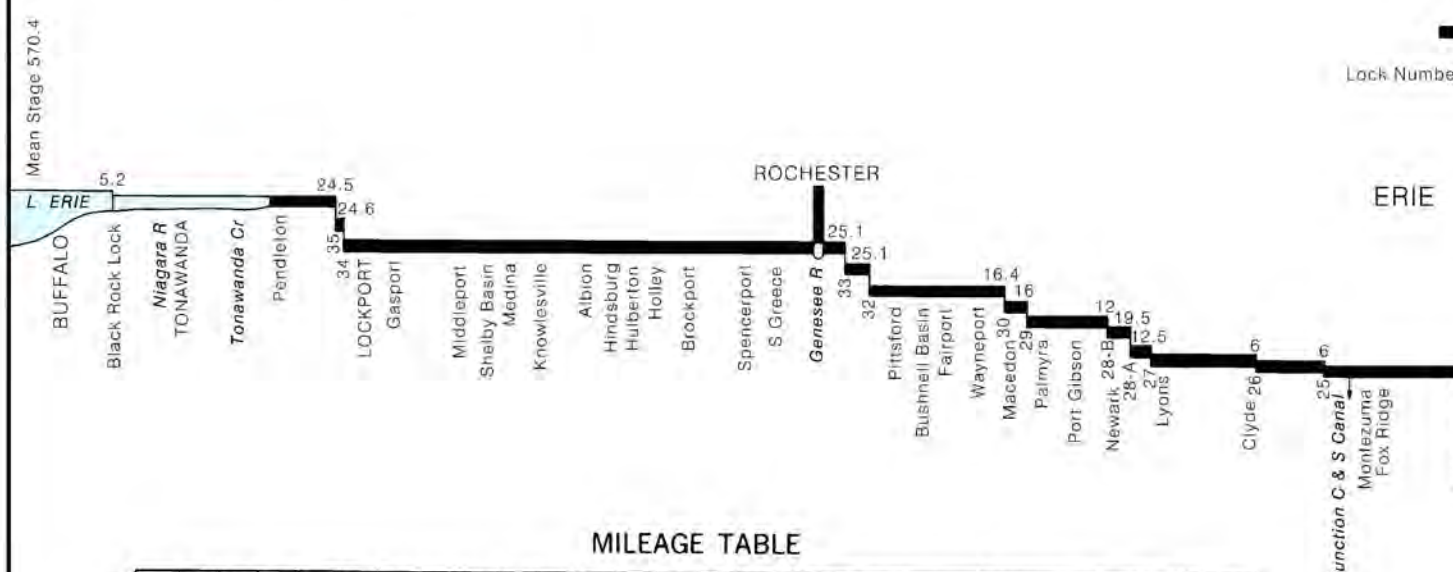 Mean Stage 570.4'
Lock Numbe
ROCHESTER
ERIE
5.2
24.5
24.6
25.1
25.1
16.4
16
12
19.5
12.5
6
6
L ERIE
35
34
33
32
30
29
28-B
28-A
27
26
25
BUFFALO
Black Rock Lock
Niagara R
TONAWANDA
Tonawanda Cr
Pendleton
LOCKPORT
Gasport
Middleport
Shelby Basin
Medina
Knowlesville
Albion
Hindsburg
Hulberton
Holley
Brockport
Spencerport
S Greece
Genesee R
Pittsford
Bushnell Basin
Fairport
Wayneport
Macedon
Palmyra
Port Gibson
Newark
Lyons
Clyde
unction C & S Canal
Montezuma
Fox Ridge
MILEAGE TABLE